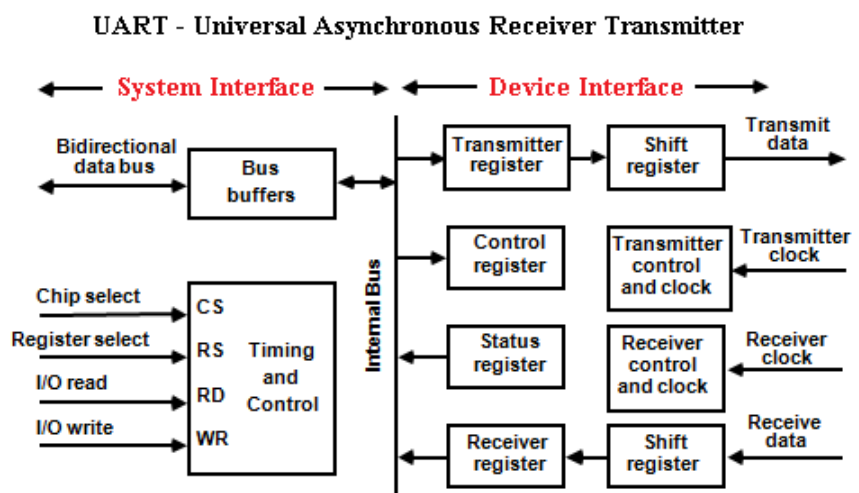 UART - Universal Asynchronous Receiver Transmitter
System Interface
Device Interface
Bidirectional
data bus
Bus
buffers
Transmitter
register
Shift
register
Transmit
data
Control
register
Transmitter
control
and clock
Transmitter
clock
Internal Bus
Chip select
Register select
I/O read
I/O write
CS
RS
RD
WR
Timing
and
Control
Status
register
Receiver
control
and clock
Receiver
clock
Receiver
register
Shift
register
Receive
data